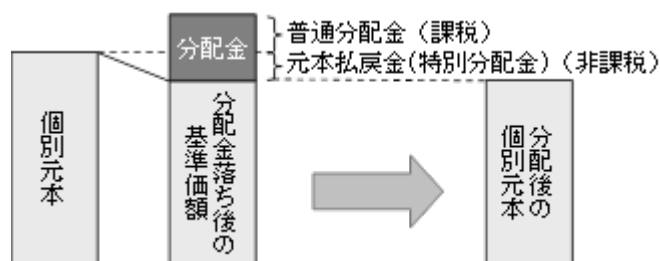 分配金
普通分配金（課税）
元本払戻金(特別分配金)（非課税）
個別元本
分配金落ち後の
基準価額
分配後の
個別元本